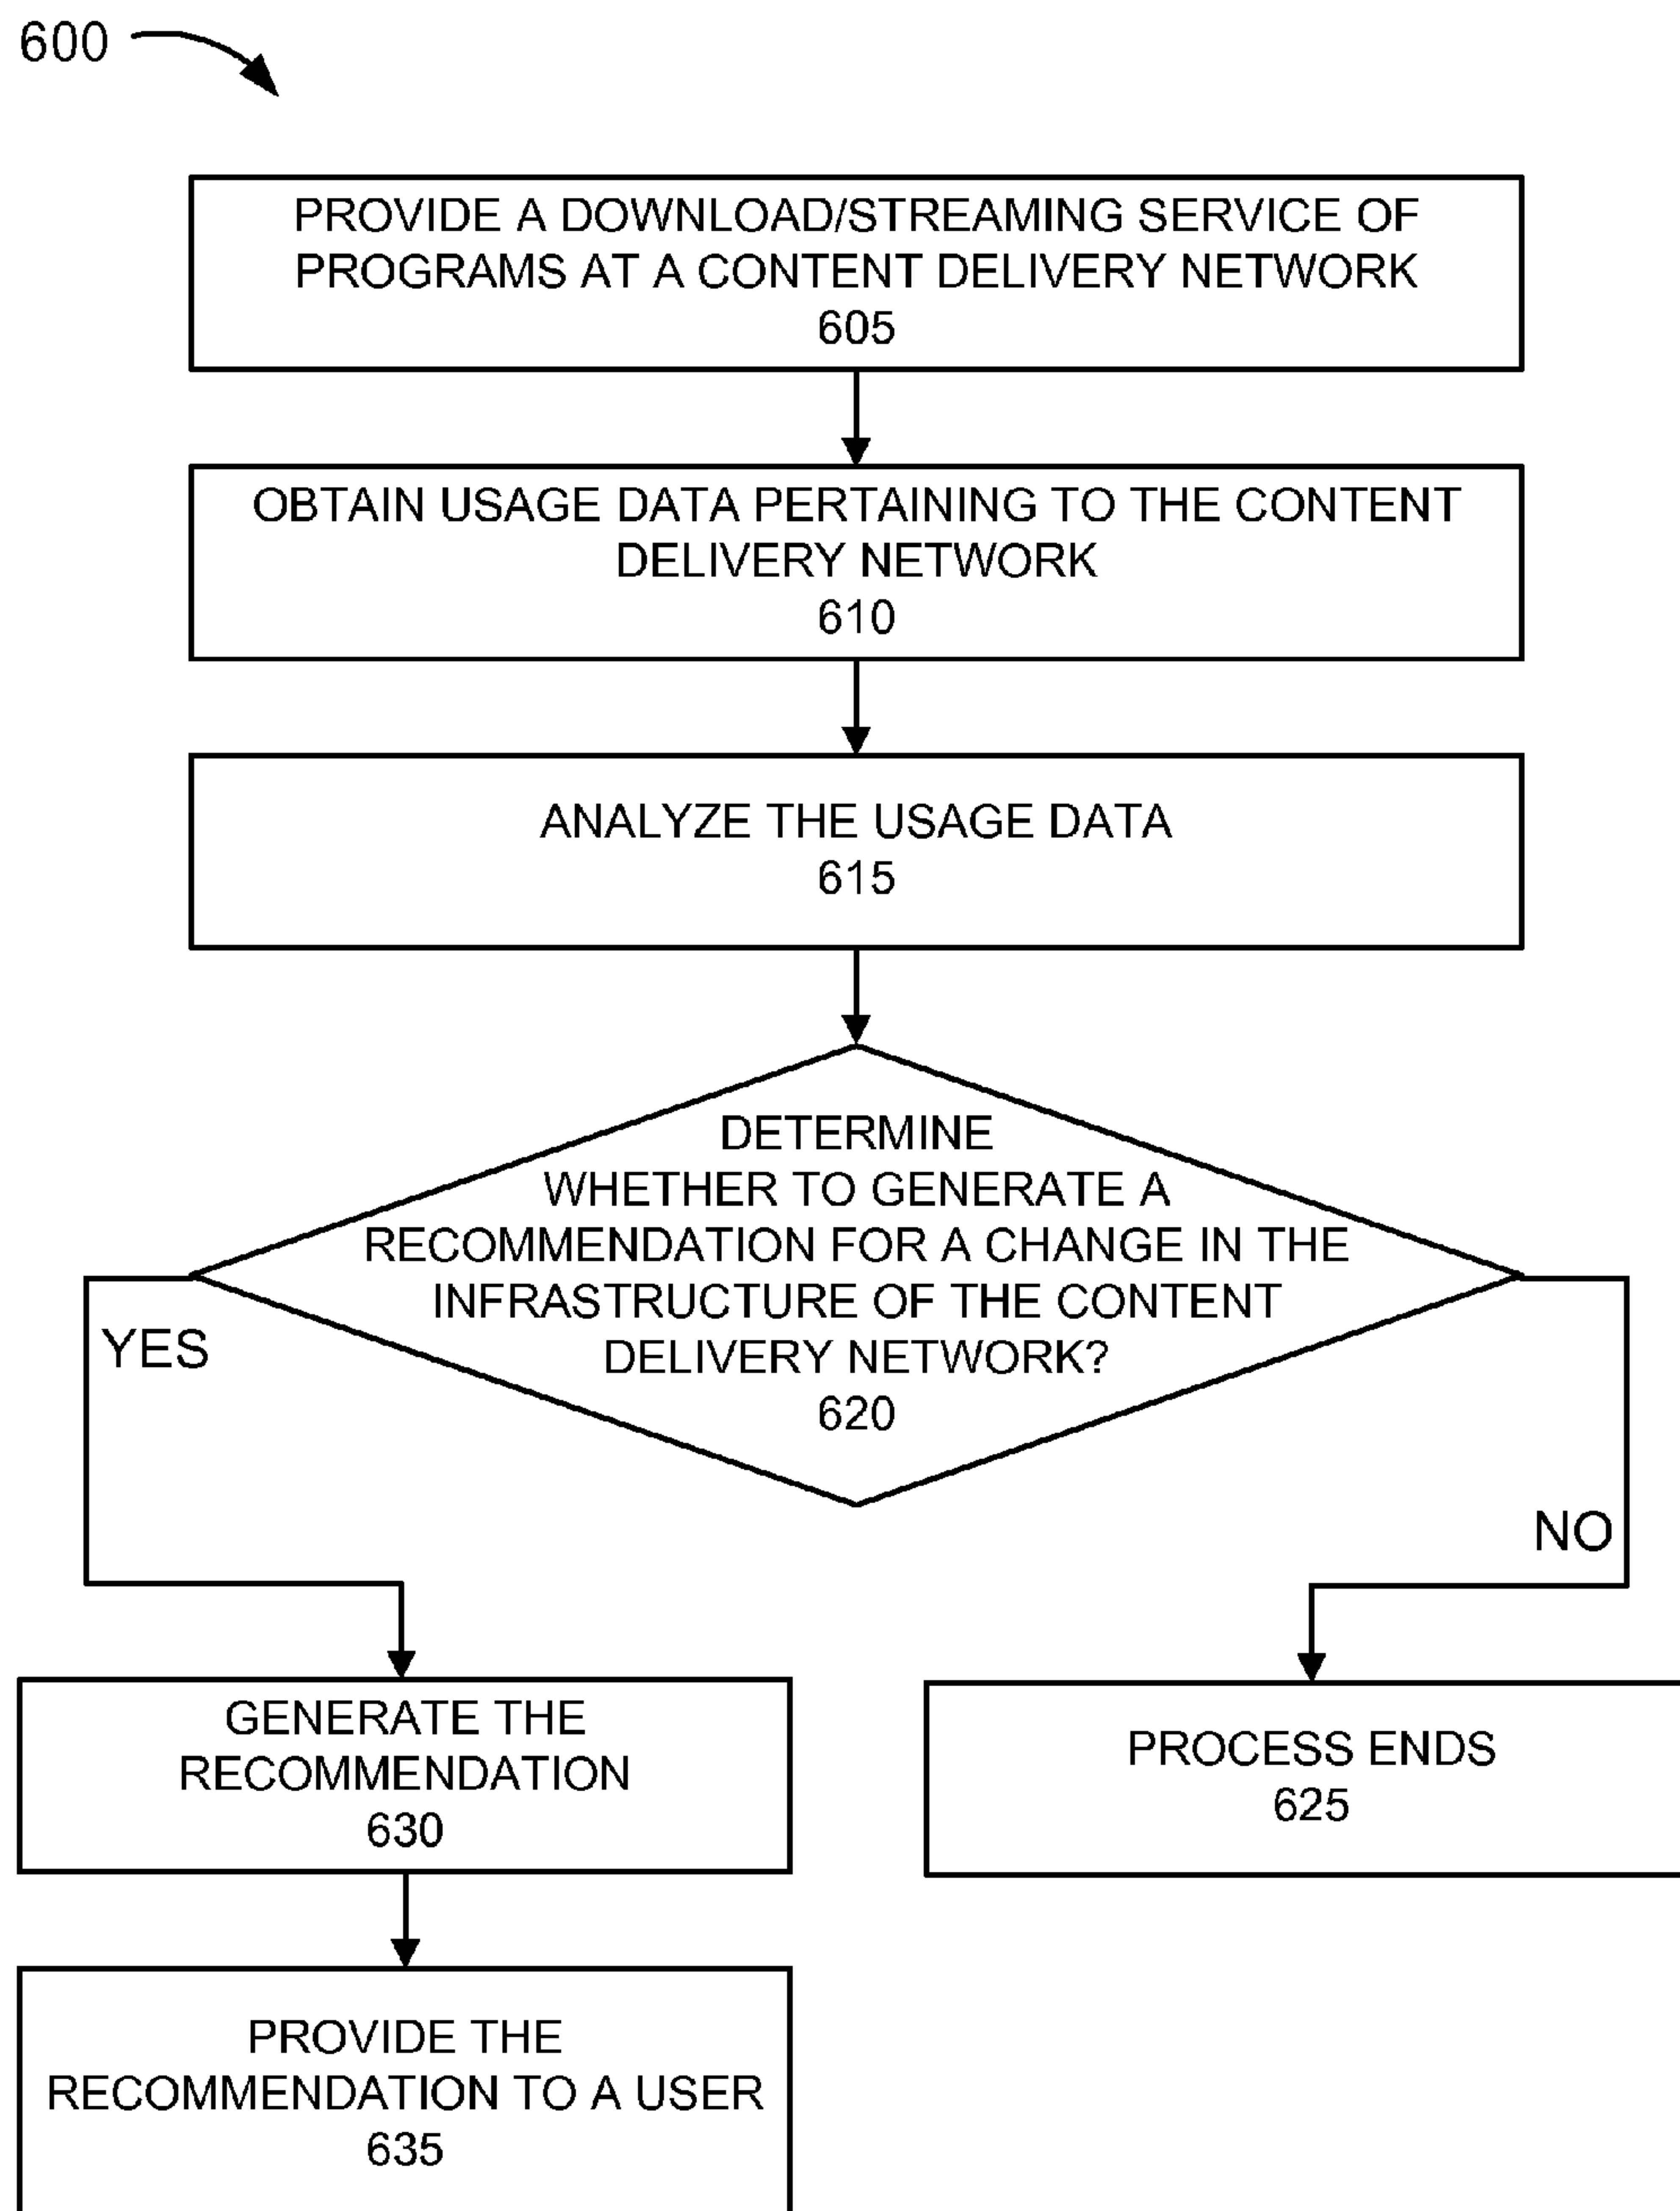 600
PROVIDE A DOWNLOAD/STREAMING SERVICE OF
PROGRAMS AT A CONTENT DELIVERY NETWORK
605
OBTAIN USAGE DATA PERTAINING TO THE CONTENT
DELIVERY NETWORK
610
ANALYZE THE USAGE DATA
615
DETERMINE
WHETHER TO GENERATE A
RECOMMENDATION FOR A CHANGE IN THE
INFRASTRUCTURE OF THE CONTENT
DELIVERY NETWORK?
620
YES
NO
GENERATE THE
RECOMMENDATION
630
PROCESS ENDS
625
PROVIDE THE
RECOMMENDATION TO A USER
635